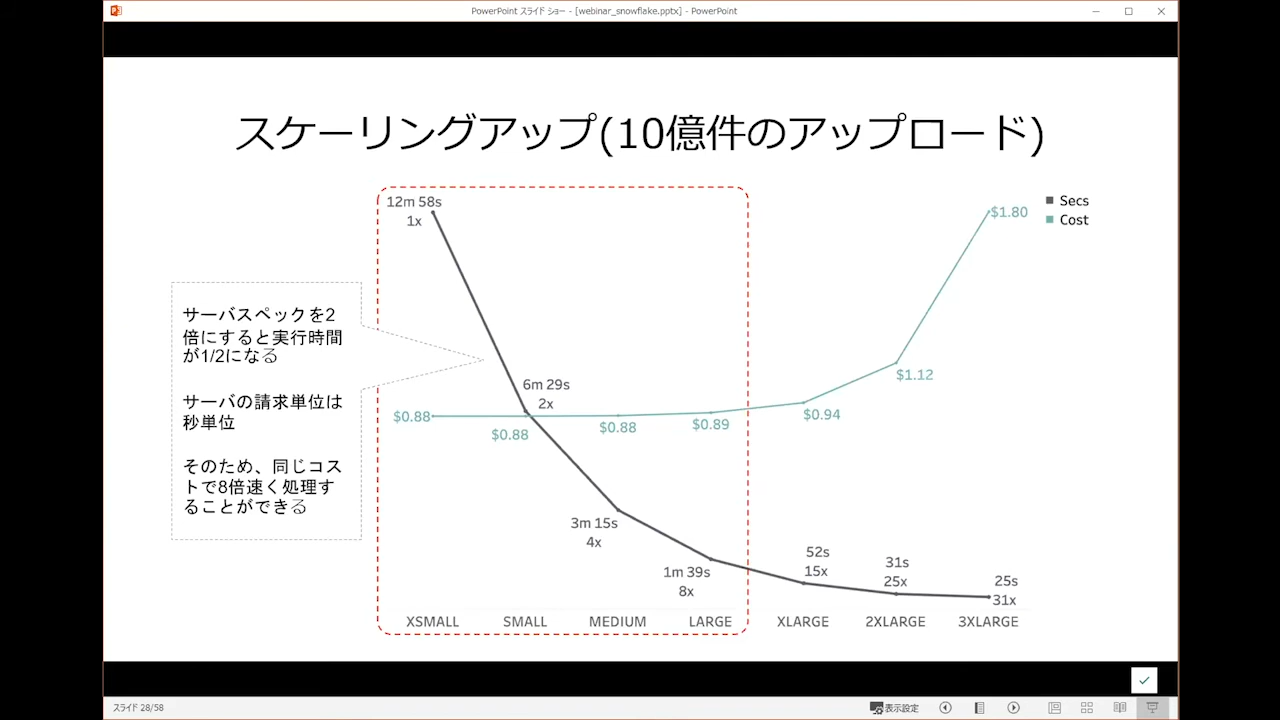 PowerPoint スライド ショー - [webinar_snowflake.pptx] - PowerPoint
スケーリングアップ(10億件のアップロード)
サーバスペックを2
倍にすると実行時間
が1/2になる
サーバの請求単位は
秒単位
そのため、同じコス
トで8倍速く処理す
ることができる
12m 58s
1x
6m 29s
2x
3m 15s
4x
1m 39s
8x
52s
15x
31s
25x
25s
31x
$0.88
$0.88
$0.88
$0.89
$0.94
$1.12
$1.80
Secs
Cost
XSMALL
SMALL
MEDIUM
LARGE
XLARGE
2XLARGE
3XLARGE
スライド 28/58
表示設定